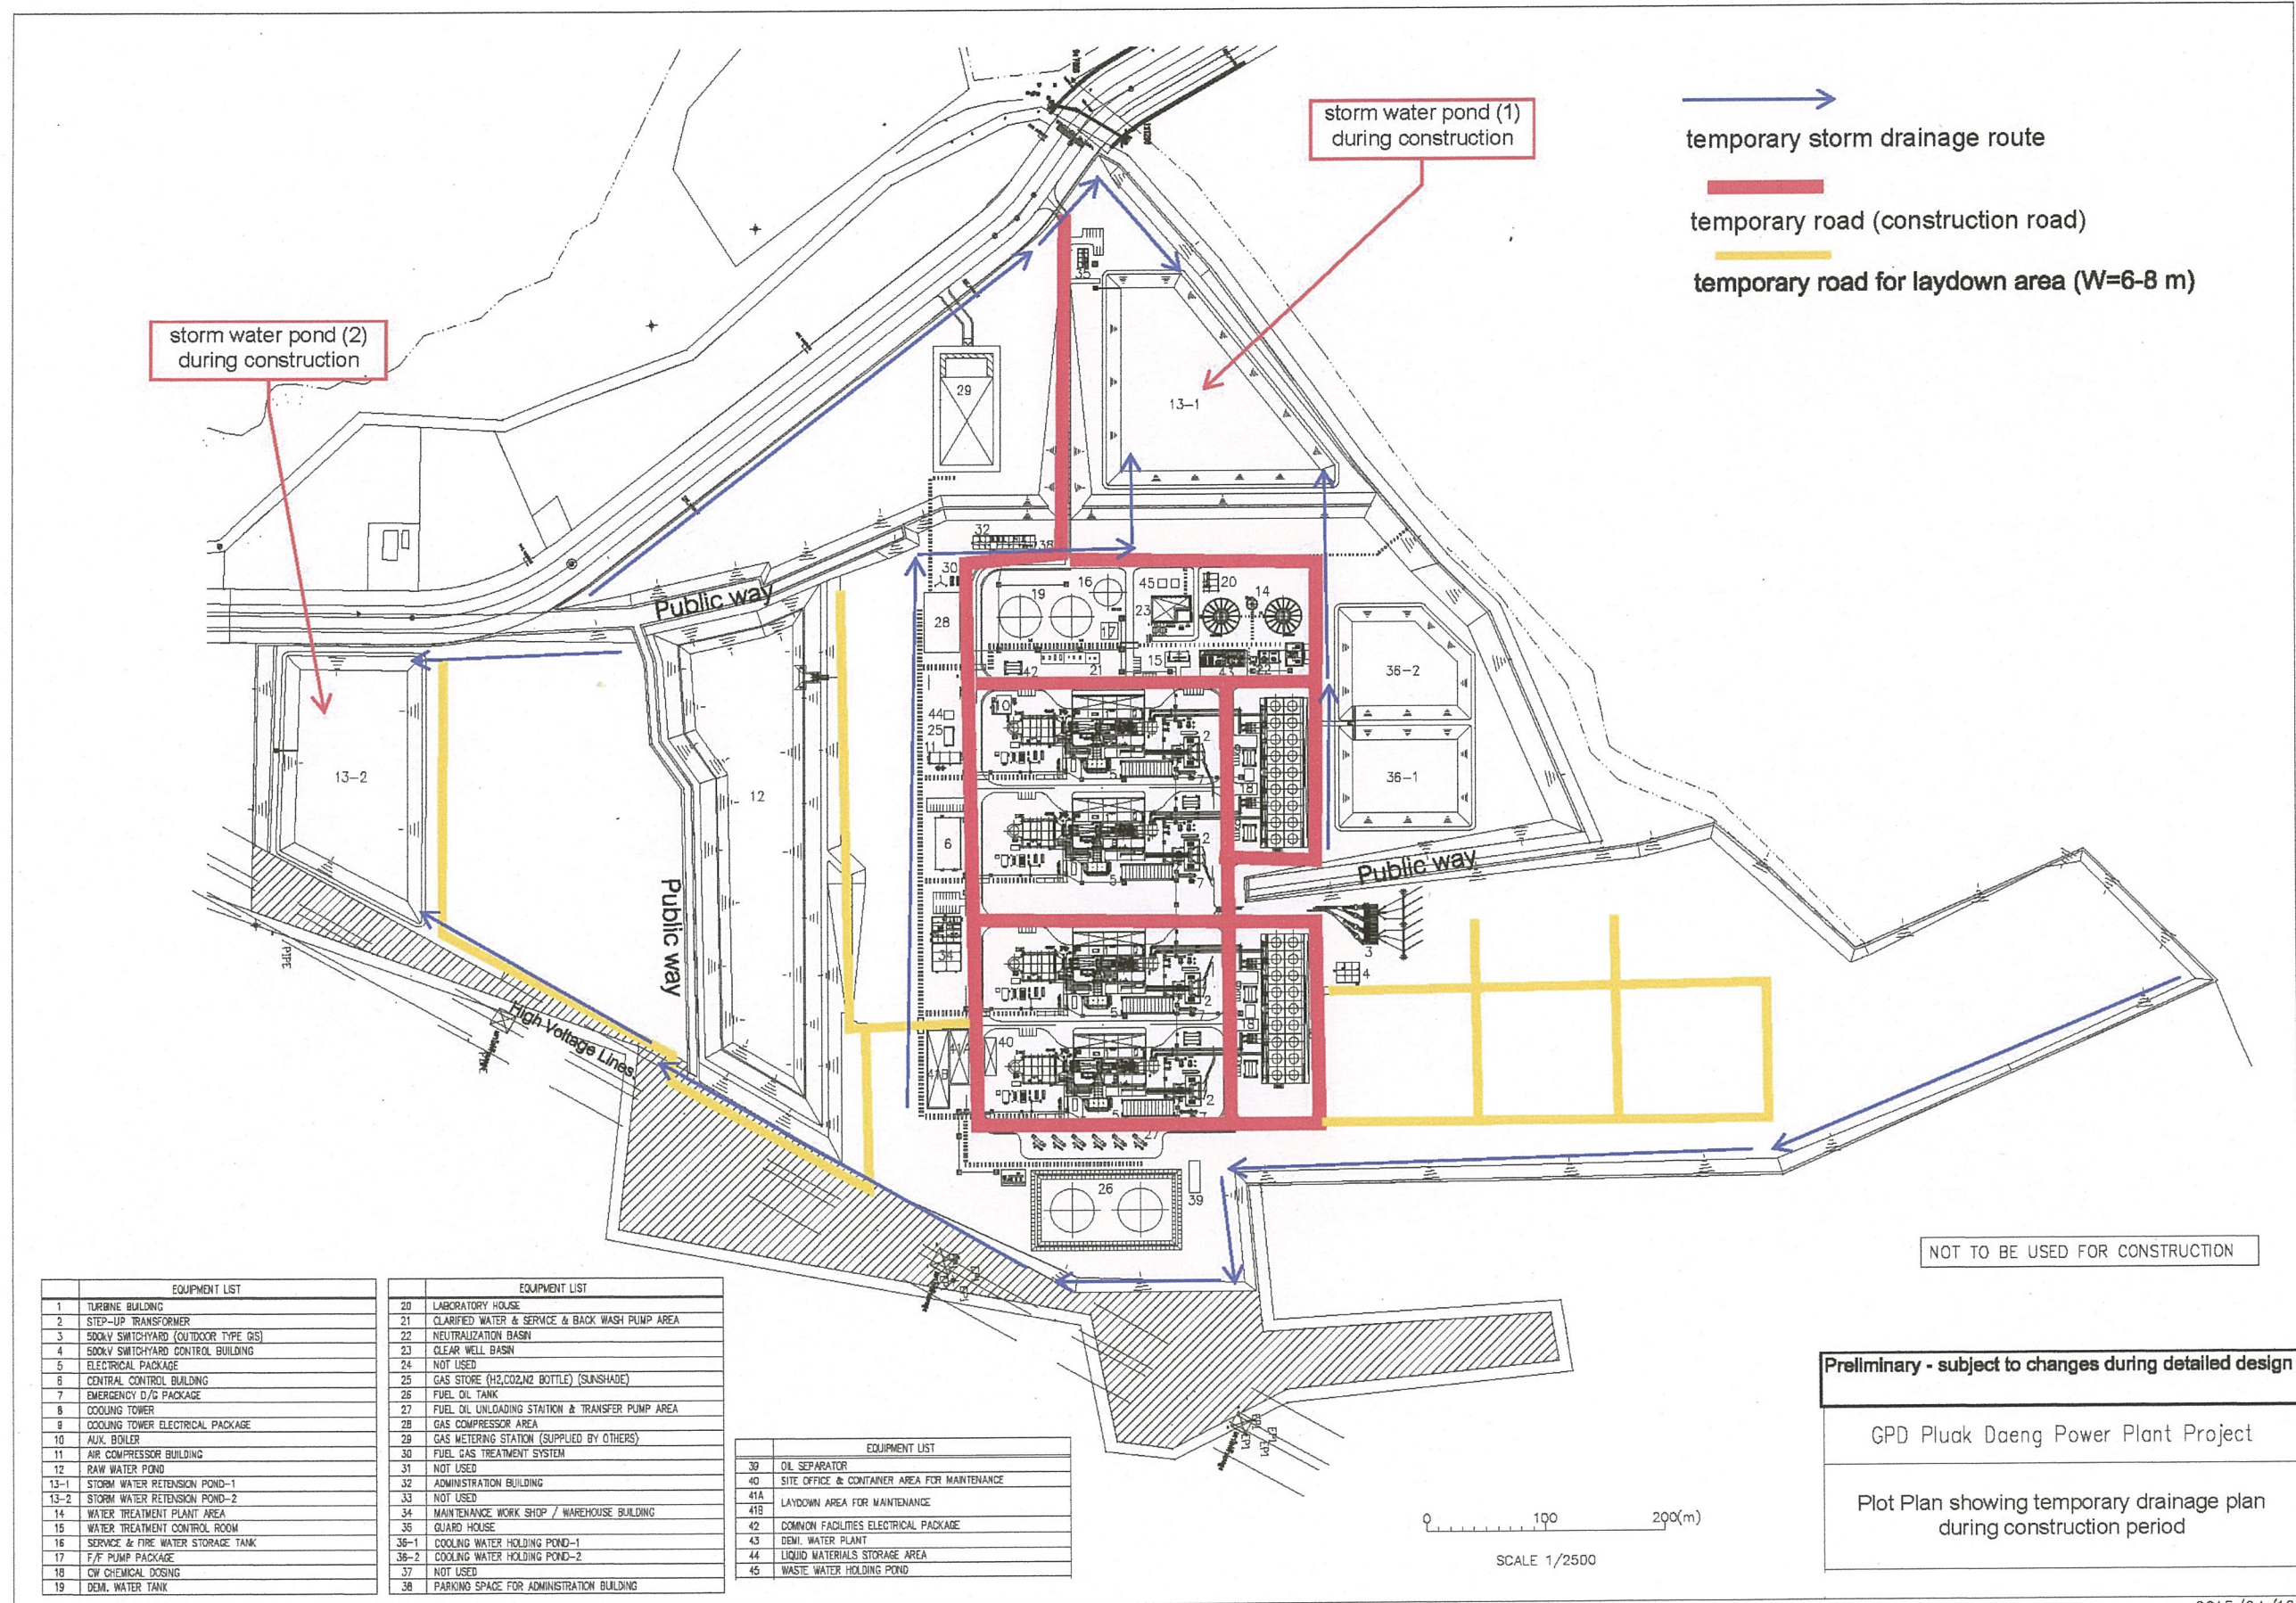 storm water pond (1)
during construction
temporary storm drainage route
temporary road (construction road)
temporary road for laydown area (W=6-8 m)
storm water pond (2)
during construction
35
29
13-1
32
38
30
28
19
16
17
45
20
23
14
42
21
15
43
22
Public way
36-2
36-1
13-2
12
44
25
11
10
2
5
7
18
6
2
5
7
Public way
Public way
34
3
4
2
5
7
18
41A
40
41B
2
5
27
PIPE
High Voltage Lines
26
39
NOT TO BE USED FOR CONSTRUCTION
EQUIPMENT LIST
1 TURBINE BUILDING
2 STEP-UP TRANSFORMER
3 500kV SWITCHYARD (OUTDOOR TYPE GIS)
4 500kV SWITCHYARD CONTROL BUILDING
5 ELECTRICAL PACKAGE
6 CENTRAL CONTROL BUILDING
7 EMERGENCY D/G PACKAGE
8 COOLING TOWER
9 COOLING TOWER ELECTRICAL PACKAGE
10 AUX. BOILER
11 AIR COMPRESSOR BUILDING
12 RAW WATER POND
13-1 STORM WATER RETENSION POND-1
13-2 STORM WATER RETENSION POND-2
14 WATER TREATMENT PLANT AREA
15 WATER TREATMENT CONTROL ROOM
16 SERVICE & FIRE WATER STORAGE TANK
17 F/F PUMP PACKAGE
18 CW CHEMICAL DOSING
19 DEMI. WATER TANK
EQUIPMENT LIST
20 LABORATORY HOUSE
21 CLARIFIED WATER & SERVICE & BACK WASH PUMP AREA
22 NEUTRALIZATION BASIN
23 CLEAR WELL BASIN
24 NOT USED
25 GAS STORE (H2,CO2,N2 BOTTLE) (SUNSHADE)
26 FUEL OIL TANK
27 FUEL OIL UNLOADING STAITION & TRANSFER PUMP AREA
28 GAS COMPRESSOR AREA
29 GAS METERING STATION (SUPPLIED BY OTHERS)
30 FUEL GAS TREATMENT SYSTEM
31 NOT USED
32 ADMINISTRATION BUILDING
33 NOT USED
34 MAINTENANCE WORK SHOP / WAREHOUSE BUILDING
35 GUARD HOUSE
36-1 COOLING WATER HOLDING POND-1
36-2 COOLING WATER HOLDING POND-2
37 NOT USED
38 PARKING SPACE FOR ADMINISTRATION BUILDING
EQUIPMENT LIST
39 OIL SEPARATOR
40 SITE OFFICE & CONTAINER AREA FOR MAINTENANCE
41A LAYDOWN AREA FOR MAINTENANCE
41B
42 COMMON FACILITIES ELECTRICAL PACKAGE
43 DEMI. WATER PLANT
44 LIQUID MATERIALS STORAGE AREA
45 WASTE WATER HOLDING POND
0 100 200(m)
SCALE 1/2500
Preliminary - subject to changes during detailed design
GPD Pluak Daeng Power Plant Project
Plot Plan showing temporary drainage plan
during construction period